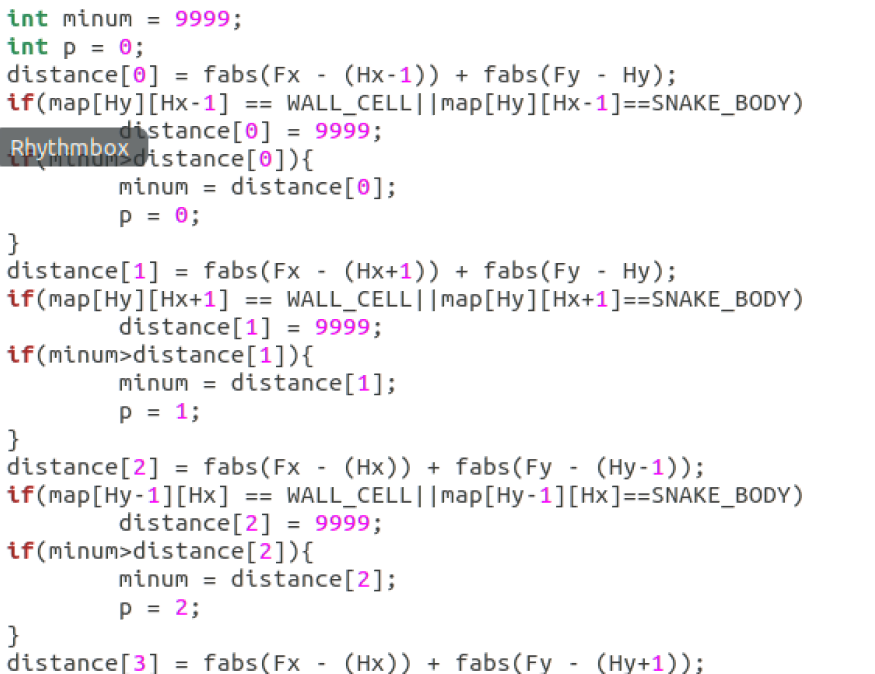 int minum = 9999;
int p = 0;
distance[0] = fabs(Fx - (Hx-1)) + fabs(Fy - Hy);
if(map[Hy][Hx-1] == WALL_CELL||map[Hy][Hx-1]==SNAKE_BODY)
        distance[0] = 9999;
Rhythmbox
if(minum>distance[0]){
        minum = distance[0];
        p = 0;
}
distance[1] = fabs(Fx - (Hx+1)) + fabs(Fy - Hy);
if(map[Hy][Hx+1] == WALL_CELL||map[Hy][Hx+1]==SNAKE_BODY)
        distance[1] = 9999;
if(minum>distance[1]){
        minum = distance[1];
        p = 1;
}
distance[2] = fabs(Fx - (Hx)) + fabs(Fy - (Hy-1));
if(map[Hy-1][Hx] == WALL_CELL||map[Hy-1][Hx]==SNAKE_BODY)
        distance[2] = 9999;
if(minum>distance[2]){
        minum = distance[2];
        p = 2;
}
distance[3] = fabs(Fx - (Hx)) + fabs(Fy - (Hy+1));